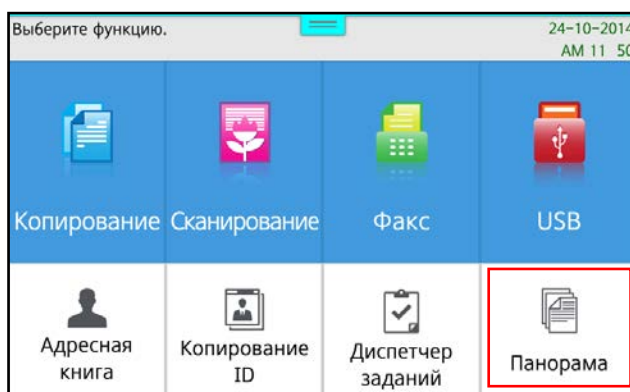 Выберите функцию.
24-10-2014
AM 11 50
Копирование
Сканирование
Факс
USB
Адресная
книга
Копирование
ID
Диспетчер
заданий
Панорама